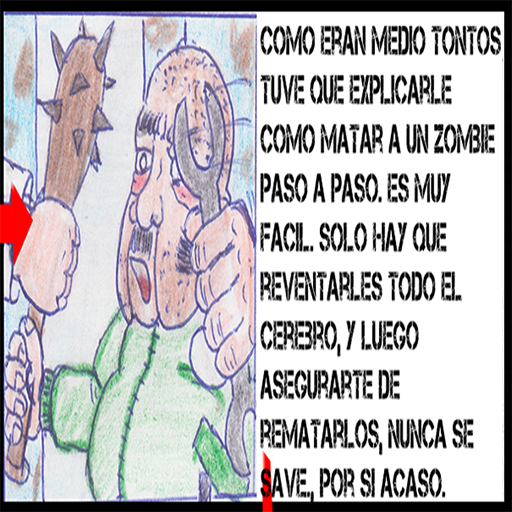 COMO ERAN MEDIO TONTOS
TUVE QUE EXPLICARLE
COMO MATAR A UN ZOMBIE
PASO A PASO. ES MUY
FACIL. SOLO HAY QUE
REVENTARLES TODO EL
CEREBRO, Y LUEGO
ASEGURARTE DE
REMATARLOS, NUNCA SE
SAVE, POR SI ACASO.